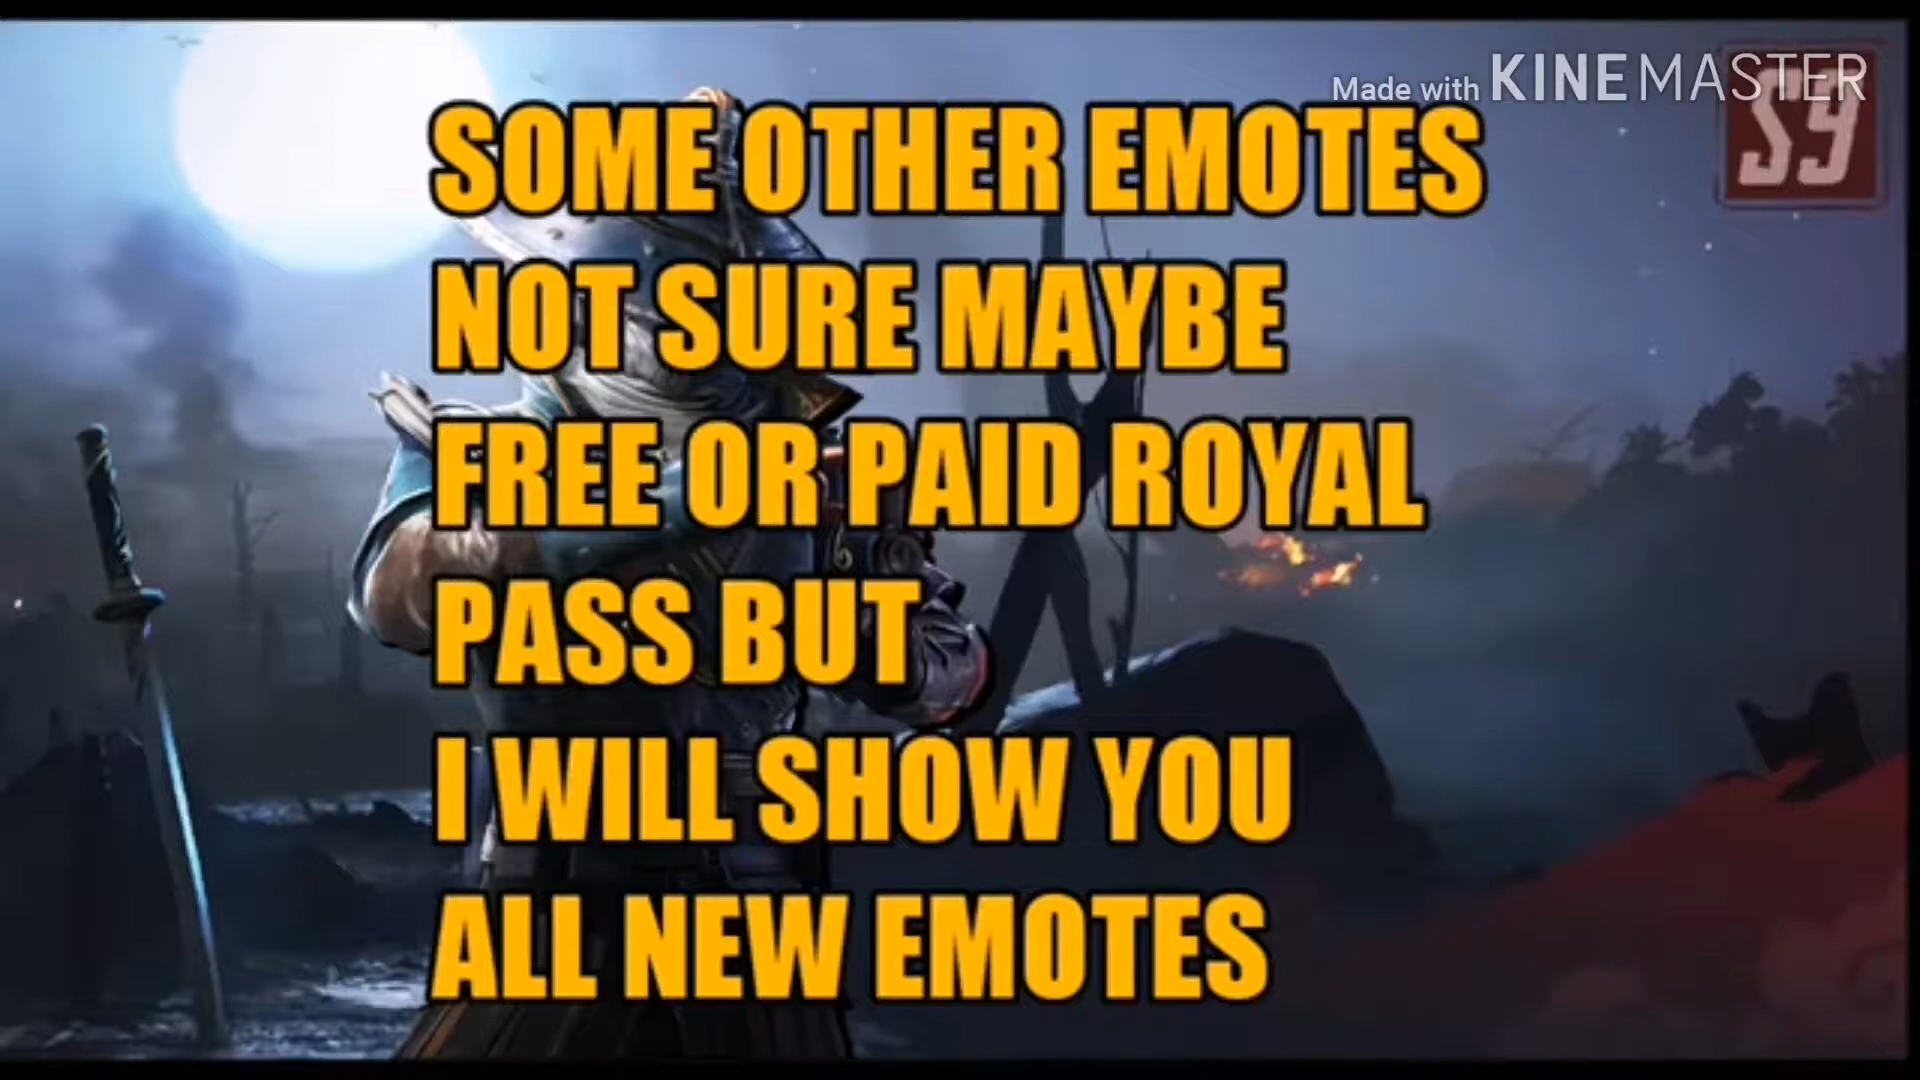 Made with KINEMASTER
S9
SOME OTHER EMOTES
NOT SURE MAYBE
FREE OR PAID ROYAL
PASS BUT
I WILL SHOW YOU
ALL NEW EMOTES